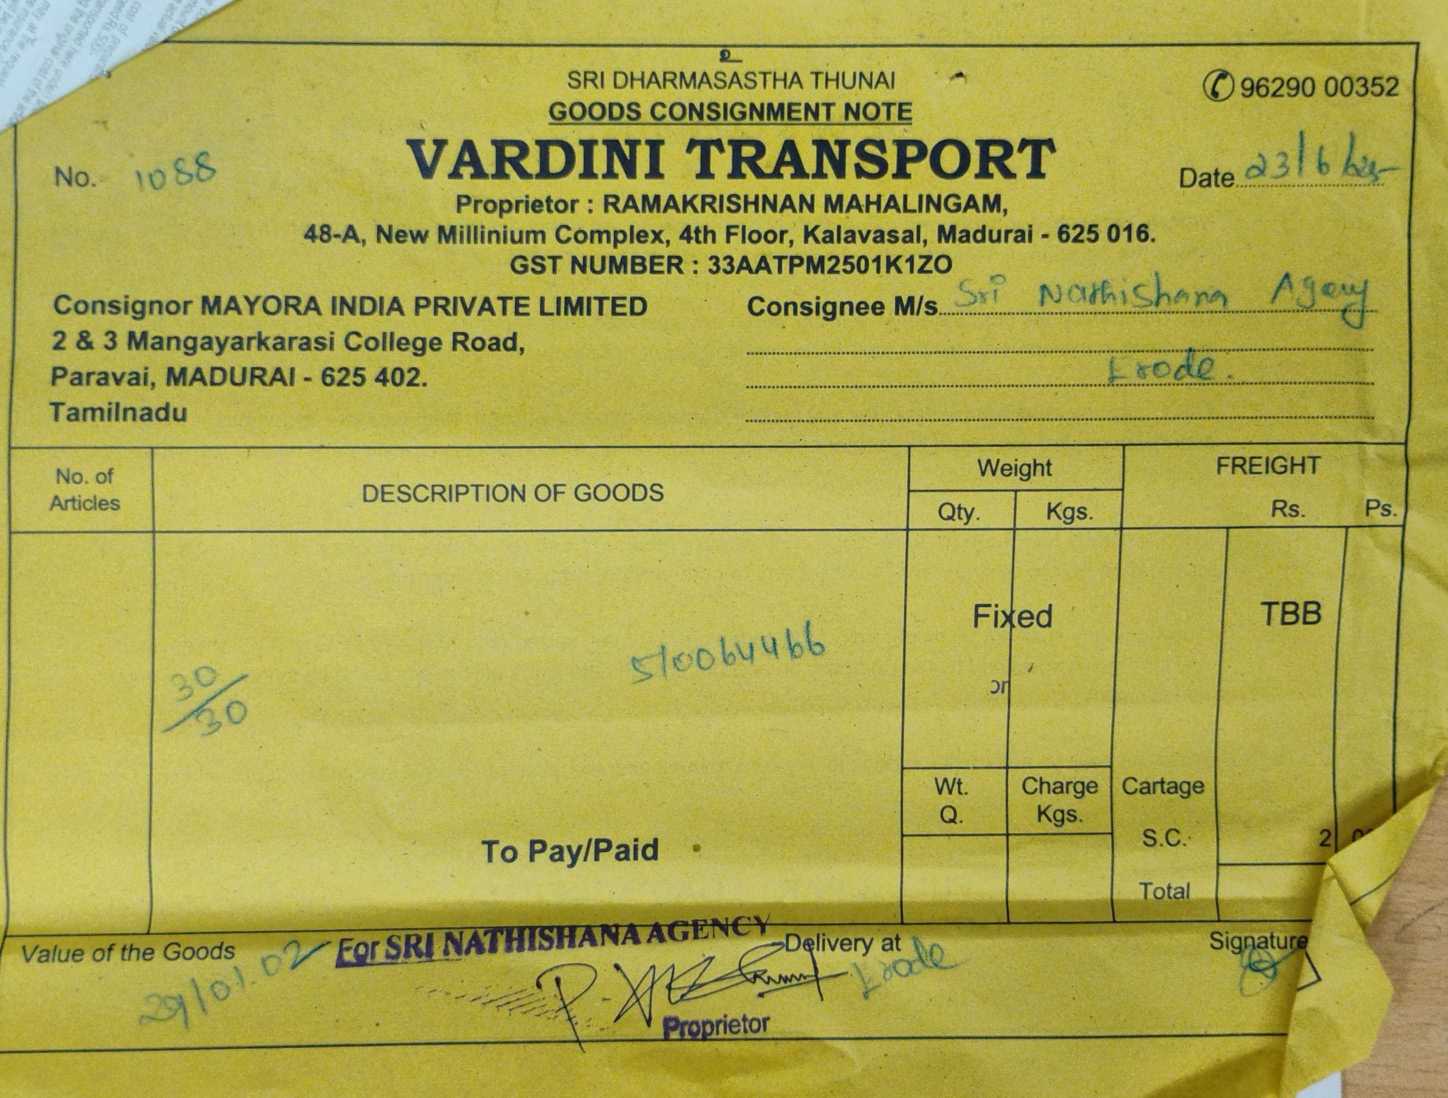 உ
SRI DHARMASASTHA THUNAI
96290 00352
GOODS CONSIGNMENT NOTE
VARDINI TRANSPORT
No. 1088
Date 23/6/25
Proprietor : RAMAKRISHNAN MAHALINGAM,
48-A, New Millinium Complex, 4th Floor, Kalavasal, Madurai - 625 016.
GST NUMBER : 33AATPM2501K1ZO
Consignor MAYORA INDIA PRIVATE LIMITED
2 & 3 Mangayarkarasi College Road,
Paravai, MADURAI - 625 402.
Tamilnadu
Consignee M/s. Sri Nathishana Agency
Erode.
No. of Articles
DESCRIPTION OF GOODS
Weight
Qty. Kgs.
FREIGHT
Rs. Ps.
Fixed
TBB
510064466
or
30/30
Wt. Q.
Charge Kgs.
Cartage
S.C. 2
To Pay/Paid
Total
Value of the Goods
For SRI NATHISHANA AGENCY
Delivery at Erode
Signature
Proprietor